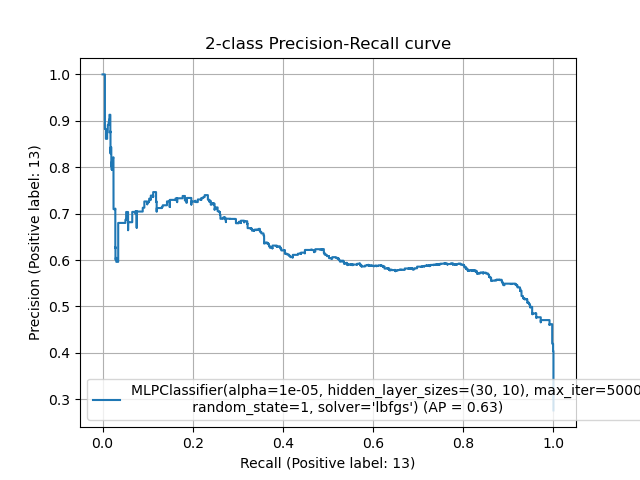 2-class Precision-Recall curve
1.0
0.9
0.8
0.7
0.6
0.5
0.4
0.3
Precision (Positive label: 13)
MLPClassifier(alpha=1e-05, hidden_layer_sizes=(30, 10), max_iter=5000
random_state=1, solver='lbfgs') (AP = 0.63)
0.0 0.2 0.4 0.6 0.8 1.0
Recall (Positive label: 13)